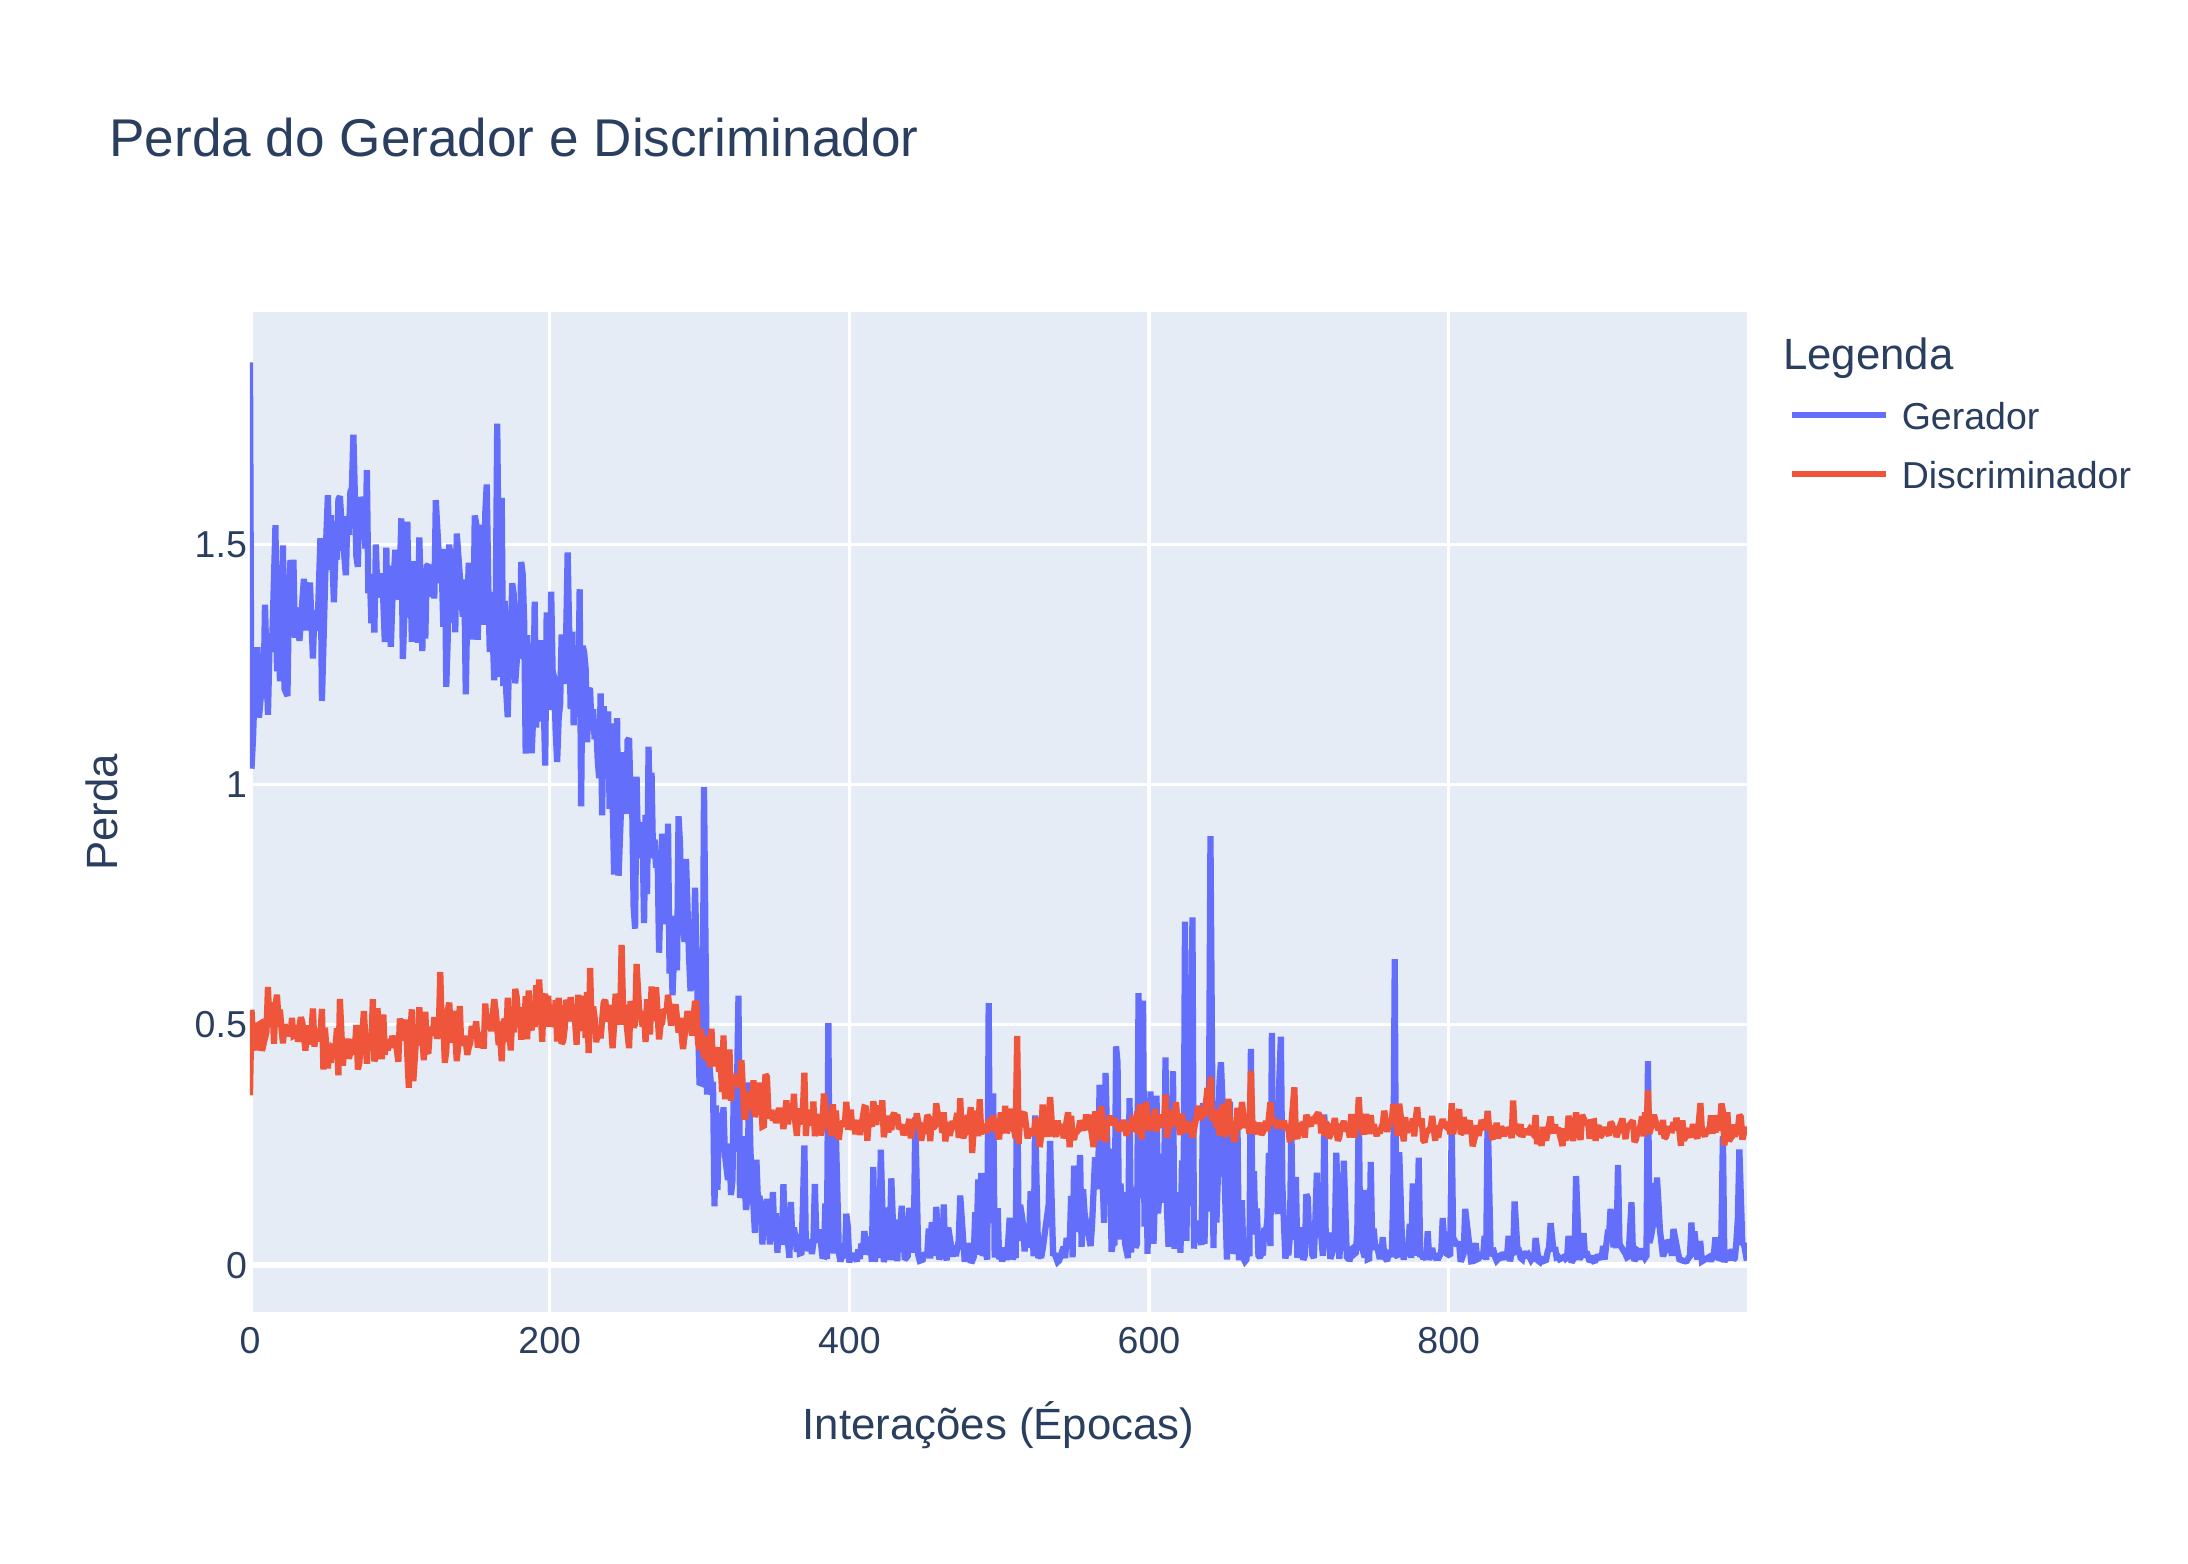 Perda do Gerador e Discriminador
Legenda
Gerador
Discriminador
1.5
1
0.5
0
Perda
0 200 400 600 800
Interações (Épocas)